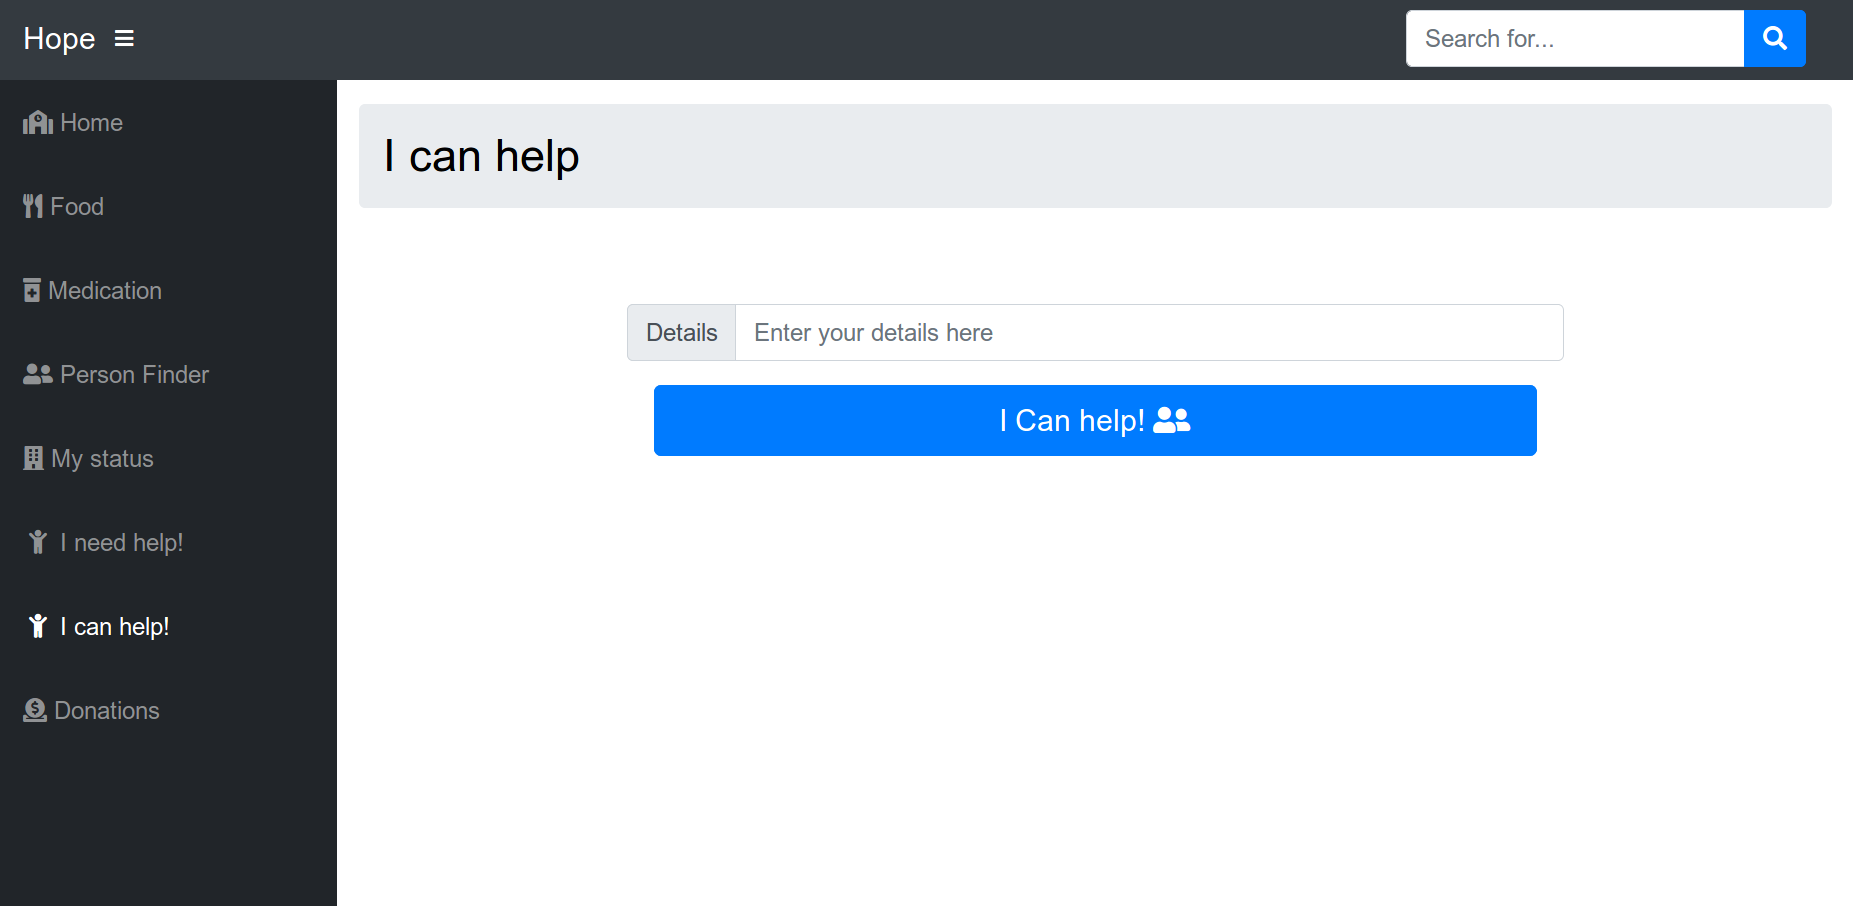 Hope
Search for...
Home
Food
Medication
Person Finder
My status
I need help!
I can help!
Donations
I can help
Details
Enter your details here
I Can help!